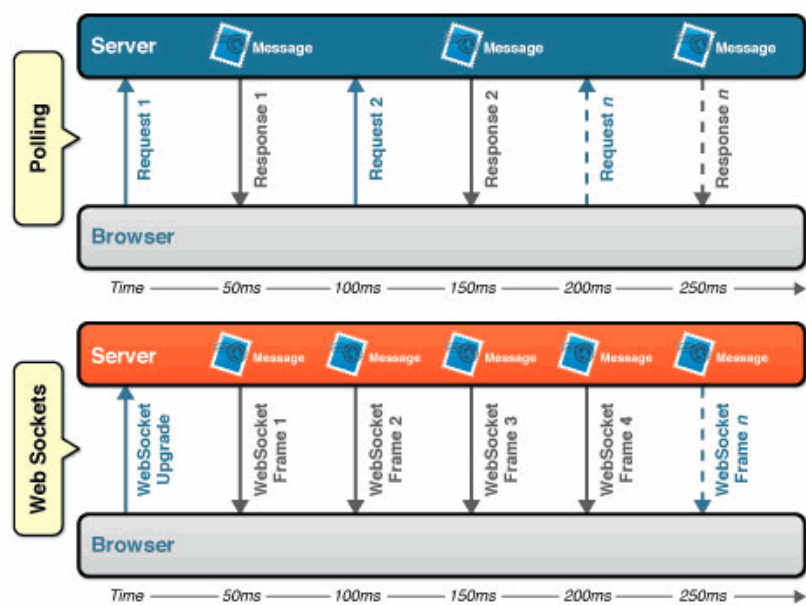 Polling
Server Message Message Message
Request 1 Response 1 Request 2 Response 2 Request n Response n
Browser
Time 50ms 100ms 150ms 200ms 250ms
Web Sockets
Server Message Message Message Message Message
WebSocket Upgrade WebSocket Frame 1 WebSocket Frame 2 WebSocket Frame 3 WebSocket Frame 4 WebSocket Frame n
Browser
Time 50ms 100ms 150ms 200ms 250ms